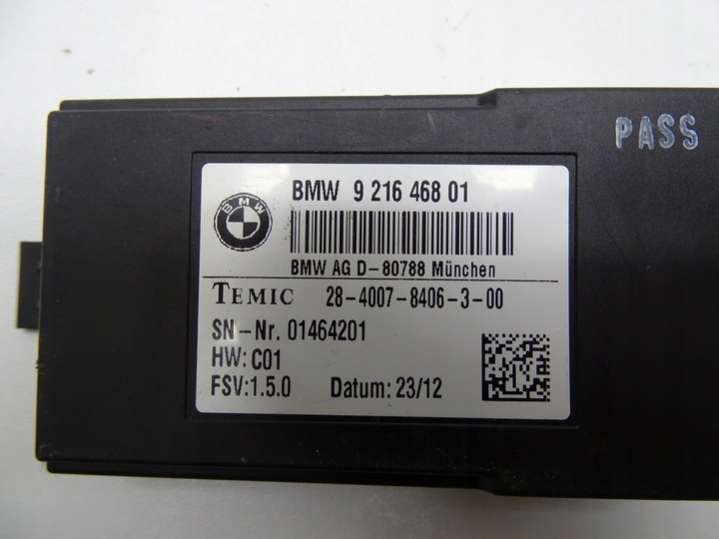 PASS
BMW
BMW 9 216 468 01
BMW AG D-80788 München
TEMIC 28-4007-8406-3-00
SN-Nr. 01464201
HW: C01
FSV:1.5.0 Datum: 23/12